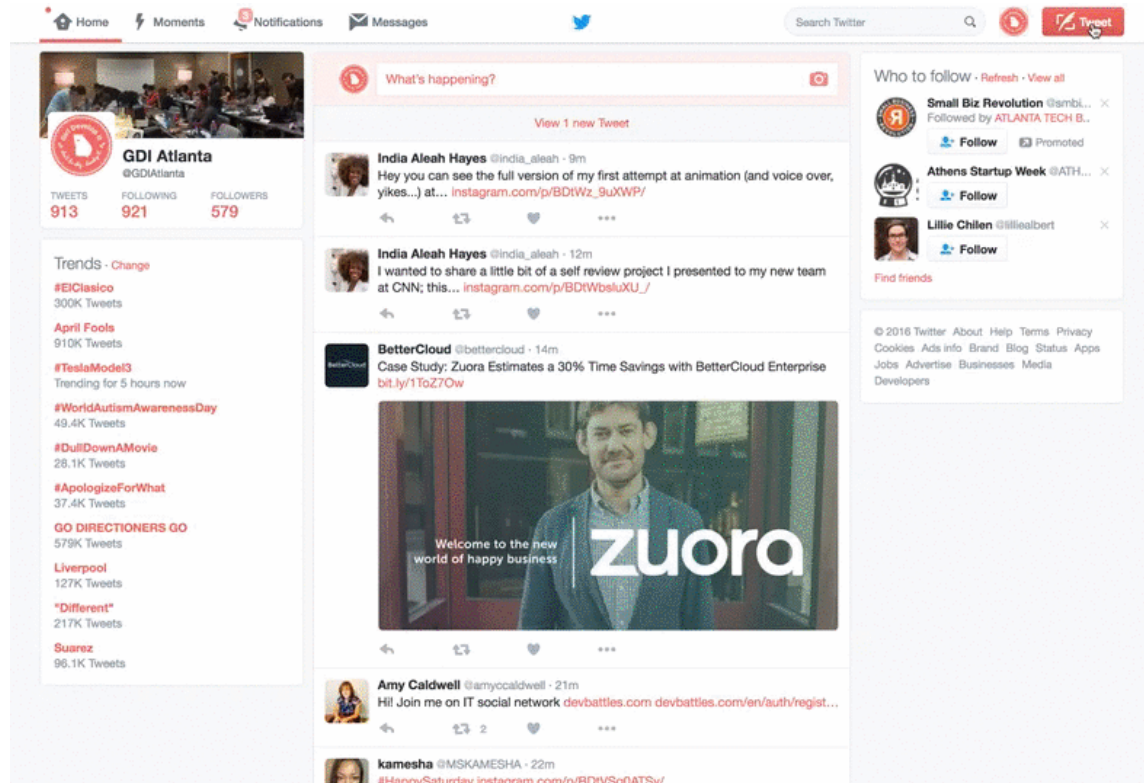 Home
Moments
3
Notifications
Messages
Search Twitter
Tweet
GDI Atlanta
@GDIAtlanta
TWEETS FOLLOWING FOLLOWERS
913 921 579
Trends · Change
#ElClasico
300K Tweets
April Fools
910K Tweets
#TeslaModel3
Trending for 5 hours now
#WorldAutismAwarenessDay
49.4K Tweets
#DullDownAMovie
28.1K Tweets
#ApologizeForWhat
37.4K Tweets
GO DIRECTIONERS GO
579K Tweets
Liverpool
127K Tweets
"Different"
217K Tweets
Suarez
96.1K Tweets
What's happening?
View 1 new Tweet
India Aleah Hayes @india_aleah · 9m
Hey you can see the full version of my first attempt at animation (and voice over,
yikes...) at... instagram.com/p/BDtWz_9uXWP/
India Aleah Hayes @india_aleah · 12m
I wanted to share a little bit of a self review project I presented to my new team
at CNN; this... instagram.com/p/BDtWbsluXU_/
BetterCloud
BetterCloud @bettercloud · 14m
Case Study: Zuora Estimates a 30% Time Savings with BetterCloud Enterprise
bit.ly/1ToZ7Ow
Welcome to the new
world of happy business
zuora
Amy Caldwell @amyccaldwell · 21m
Hi! Join me on IT social network devbattles.com devbattles.com/en/auth/regist...
2
kamesha @MSKAMESHA · 22m
#HappySaturday instagram.com/p/BDtVSg0ATSy/
Who to follow · Refresh · View all
Small Biz Revolution @smbi...
Followed by ATLANTA TECH B..
Follow Promoted
Athens Startup Week @ATH...
Follow
Lillie Chilen @lilliealbert
Follow
Find friends
© 2016 Twitter About Help Terms Privacy
Cookies Ads info Brand Blog Status Apps
Jobs Advertise Businesses Media
Developers